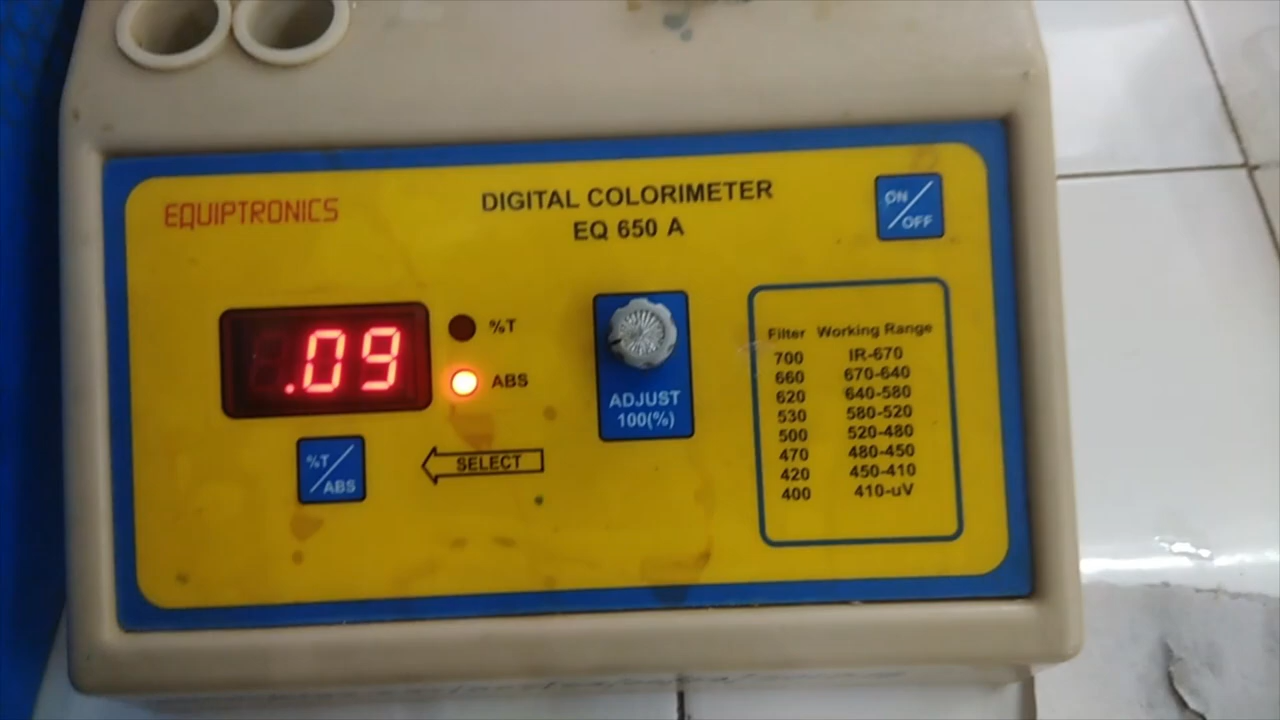 EQUIPTRONICS
DIGITAL COLORIMETER
EQ 650 A
ON/OFF
.09
%T
ABS
%T/ABS
SELECT
ADJUST
100(%)
Filter Working Range
700 IR-670
660 670-640
620 640-580
530 580-520
500 520-480
470 480-450
420 450-410
400 410-uV